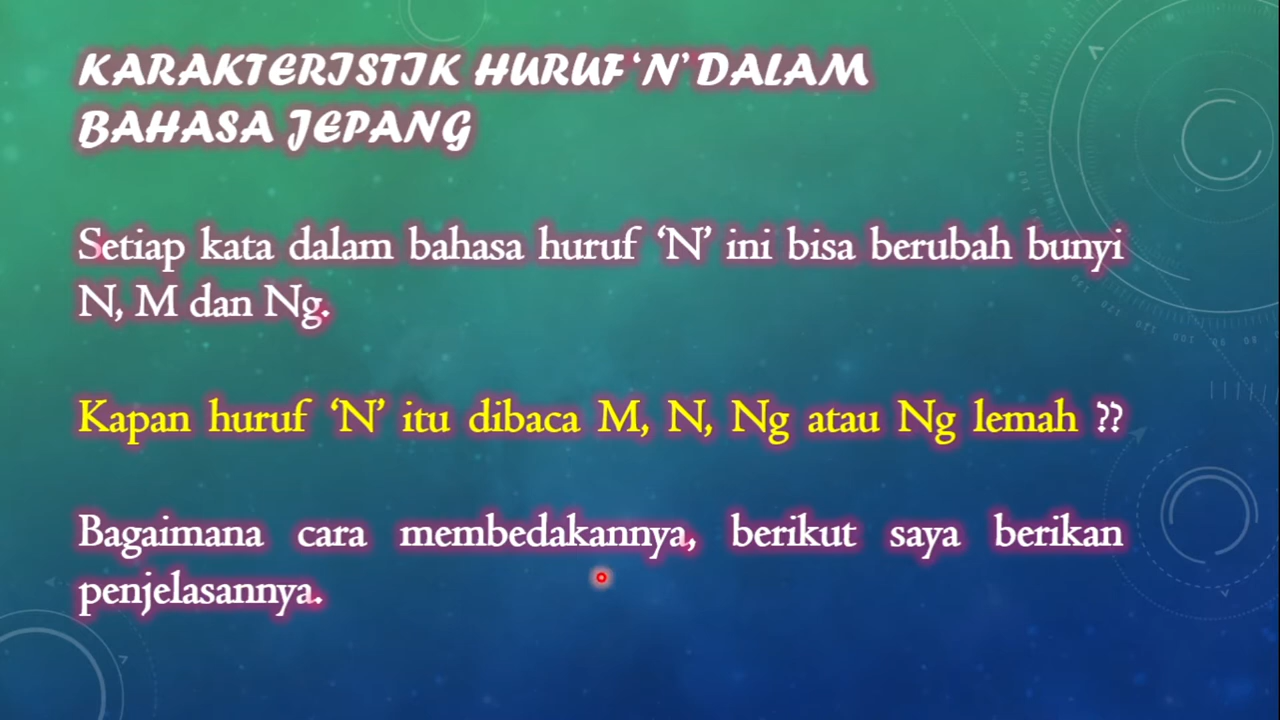 KARAKTERISTIK HURUF ‘N’ DALAM
BAHASA JEPANG
Setiap kata dalam bahasa huruf ‘N’ ini bisa berubah bunyi
N, M dan Ng.
Kapan huruf ‘N’ itu dibaca M, N, Ng atau Ng lemah ??
Bagaimana cara membedakannya, berikut saya berikan
penjelasannya.